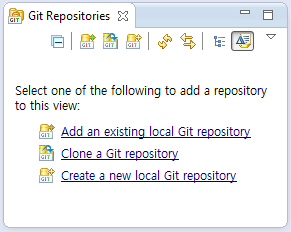 Git Repositories
Select one of the following to add a repository
to this view:
Add an existing local Git repository
Clone a Git repository
Create a new local Git repository